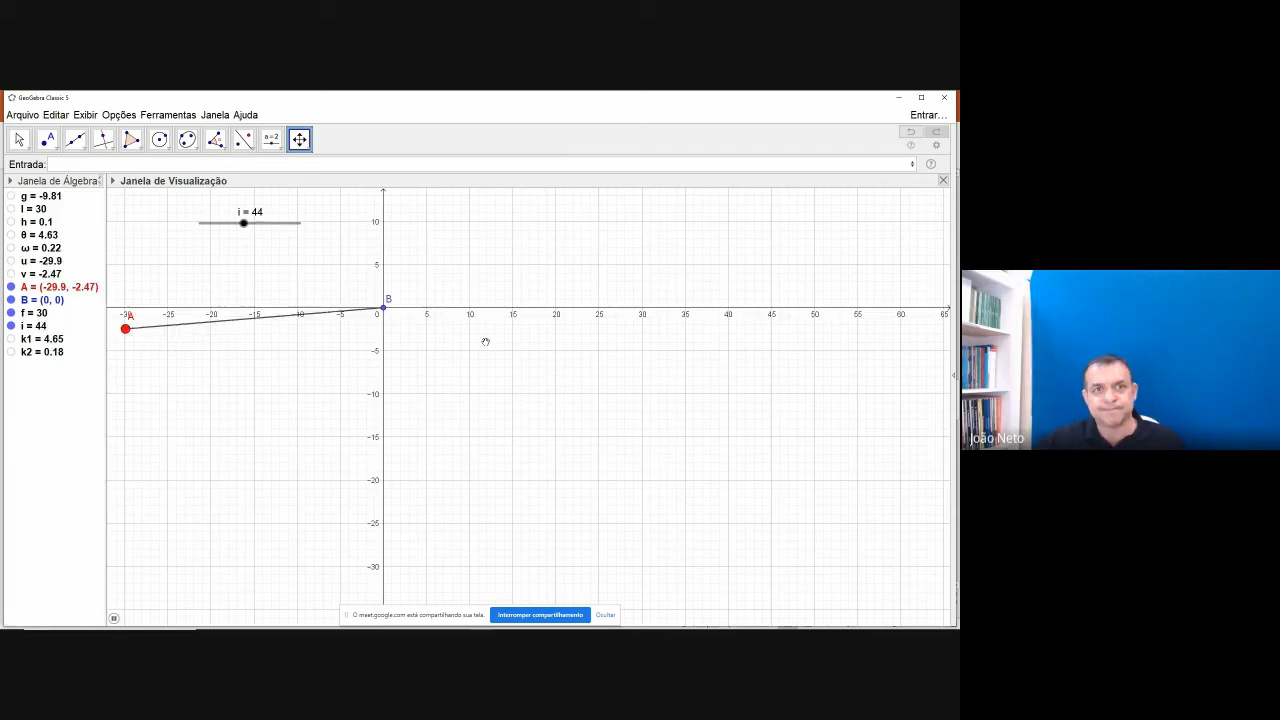 GeoGebra Classic 5
Arquivo Editar Exibir Opções Ferramentas Janela Ajuda
Entrar...
A
a=2
Entrada:
Janela de Álgebra
Janela de Visualização
g = -9.81
l = 30
h = 0.1
θ = 4.63
ω = 0.22
u = -29.9
v = -2.47
A = (-29.9, -2.47)
B = (0, 0)
f = 30
i = 44
k1 = 4.65
k2 = 0.18
i = 44
10
5
B
A
-30 -25 -20 -15 -10 -5 0 5 10 15 20 25 30 35 40 45 50 55 60 65
-5
-10
-15
-20
-25
-30
O meet.google.com está compartilhando sua tela.
Interromper compartilhamento
Ocultar
João Neto